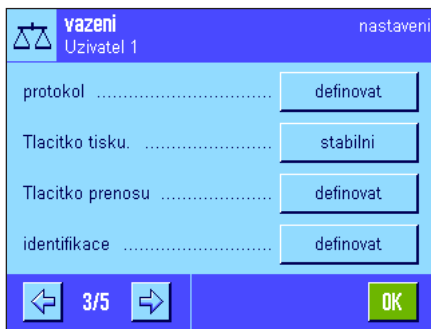 vazeni nastaveni
Uzivatel 1
protokol ................................ definovat
Tlacitko tisku. ....................... stabilni
Tlacitko prenosu .................... definovat
identifikace ........................... definovat
3/5 OK